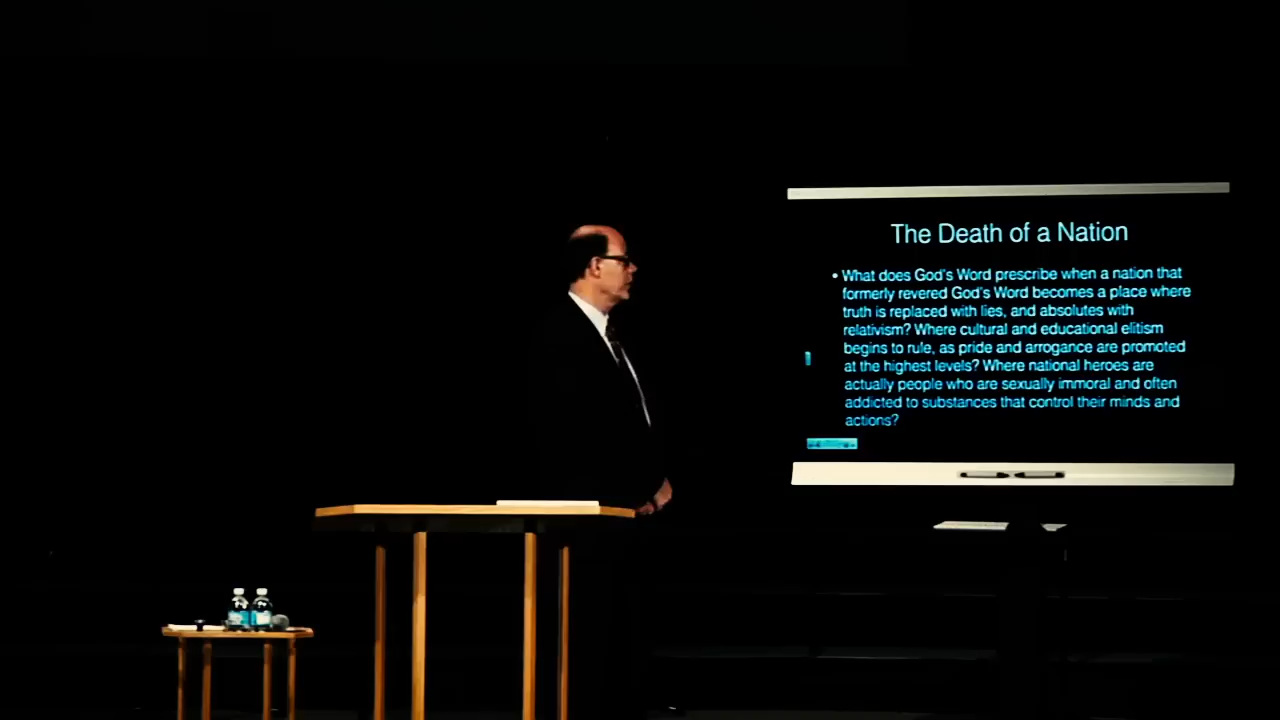 The Death of a Nation
• What does God's Word prescribe when a nation that
formerly revered God's Word becomes a place where
truth is replaced with lies, and absolutes with
relativism? Where cultural and educational elitism
begins to rule, as pride and arrogance are promoted
at the highest levels? Where national heroes are
actually people who are sexually immoral and often
addicted to substances that control their minds and
actions?